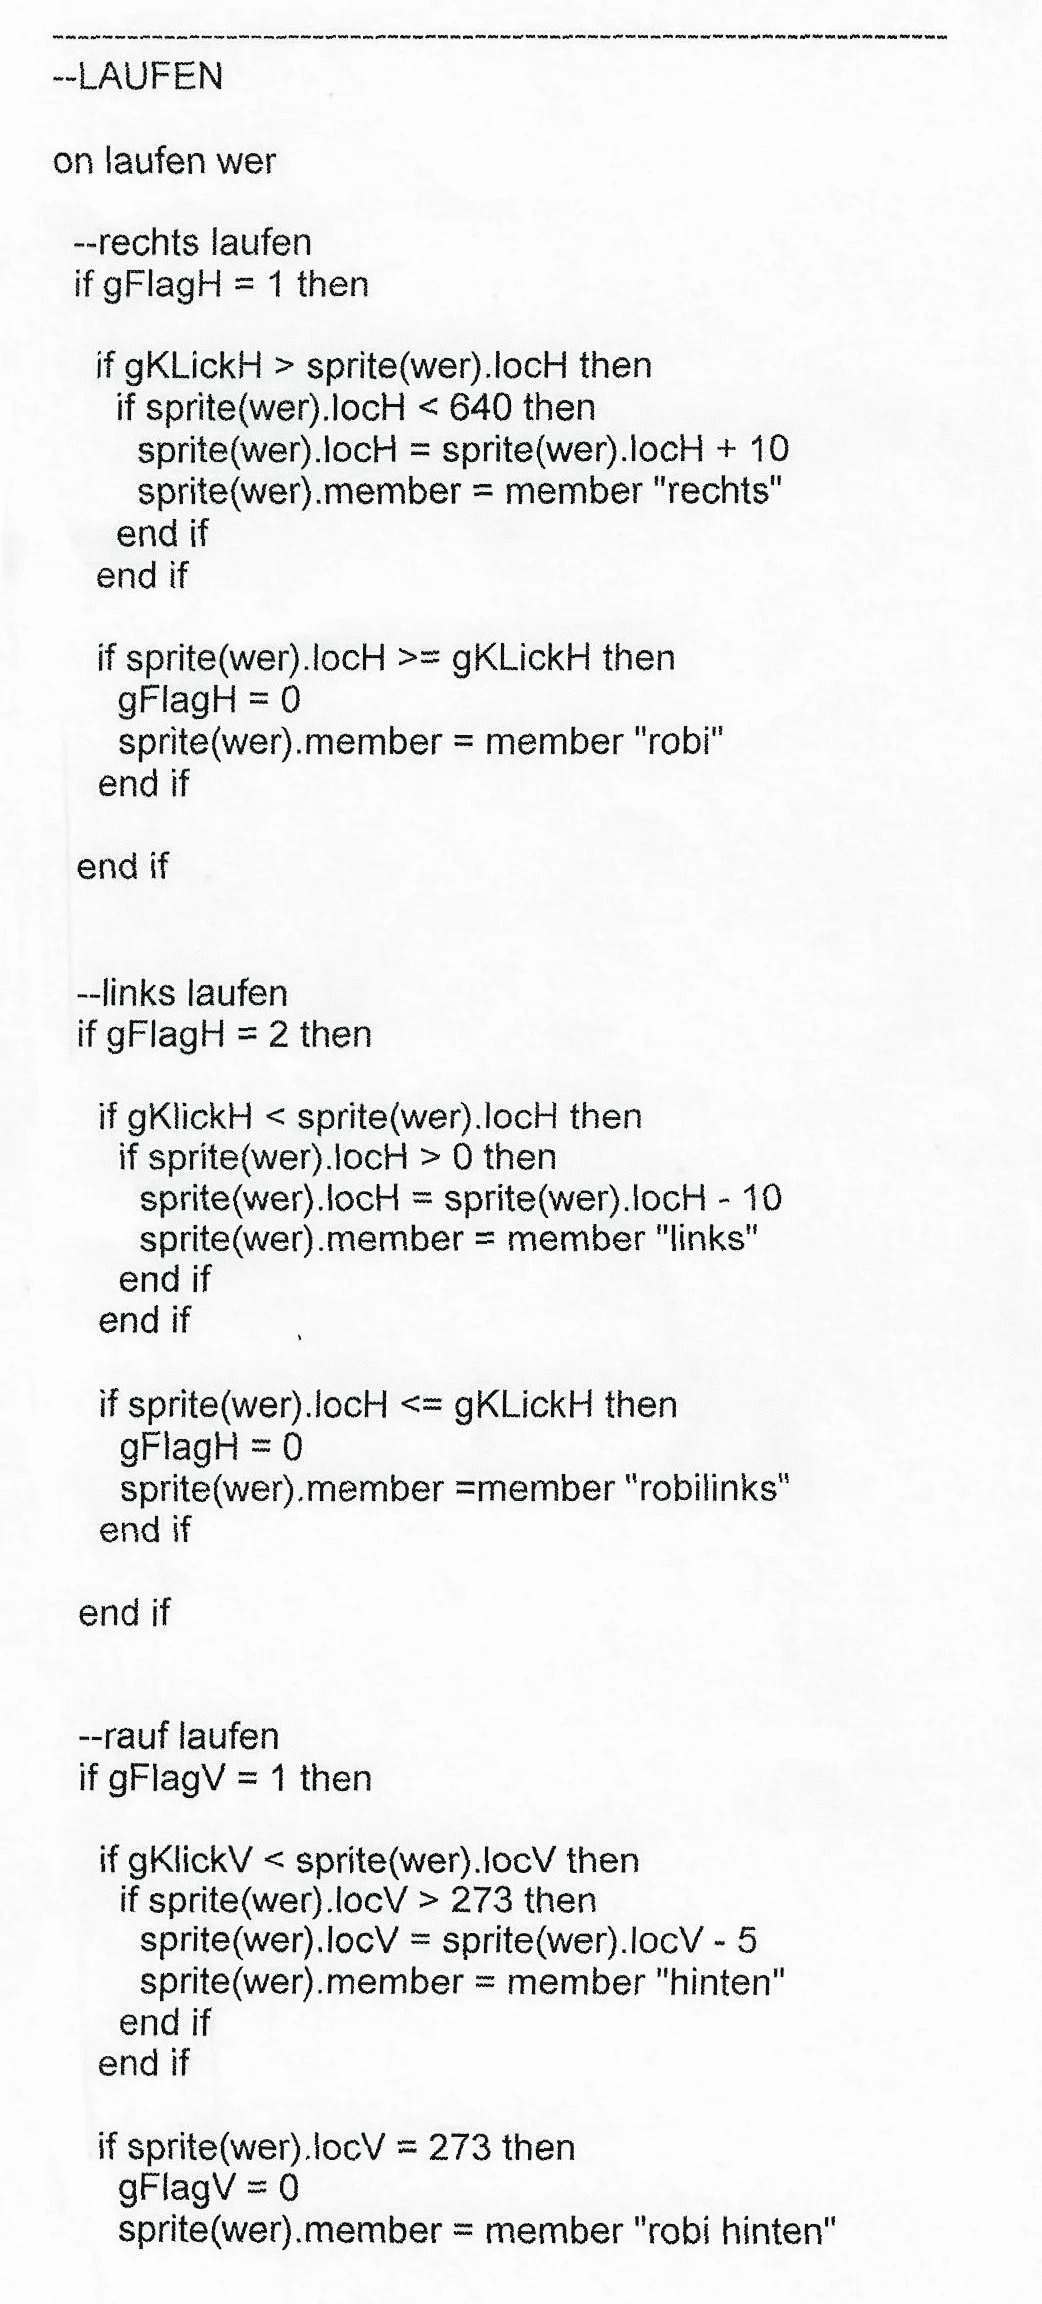 --------------------------------------------------------------------------------
--LAUFEN
on laufen wer
--rechts laufen
if gFlagH = 1 then
if gKLickH > sprite(wer).locH then
if sprite(wer).locH < 640 then
sprite(wer).locH = sprite(wer).locH + 10
sprite(wer).member = member "rechts"
end if
end if
if sprite(wer).locH >= gKLickH then
gFlagH = 0
sprite(wer).member = member "robi"
end if
end if
--links laufen
if gFlagH = 2 then
if gKlickH < sprite(wer).locH then
if sprite(wer).locH > 0 then
sprite(wer).locH = sprite(wer).locH - 10
sprite(wer).member = member "links"
end if
end if
if sprite(wer).locH <= gKLickH then
gFlagH = 0
sprite(wer).member =member "robilinks"
end if
end if
--rauf laufen
if gFlagV = 1 then
if gKlickV < sprite(wer).locV then
if sprite(wer).locV > 273 then
sprite(wer).locV = sprite(wer).locV - 5
sprite(wer).member = member "hinten"
end if
end if
if sprite(wer).locV = 273 then
gFlagV = 0
sprite(wer).member = member "robi hinten"